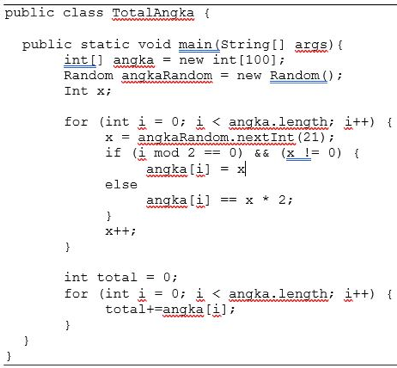 public class TotalAngka {
public static void main(String[] args){
int[] angka = new int[100];
Random angkaRandom = new Random();
Int x;
for (int i = 0; i < angka.length; i++) {
x = angkaRandom.nextInt(21);
if (i mod 2 == 0) && (x != 0) {
angka[i] = x
else
angka[i] == x * 2;
}
x++;
}
int total = 0;
for (int i = 0; i < angka.length; i++) {
total+=angka[i];
}
}
}